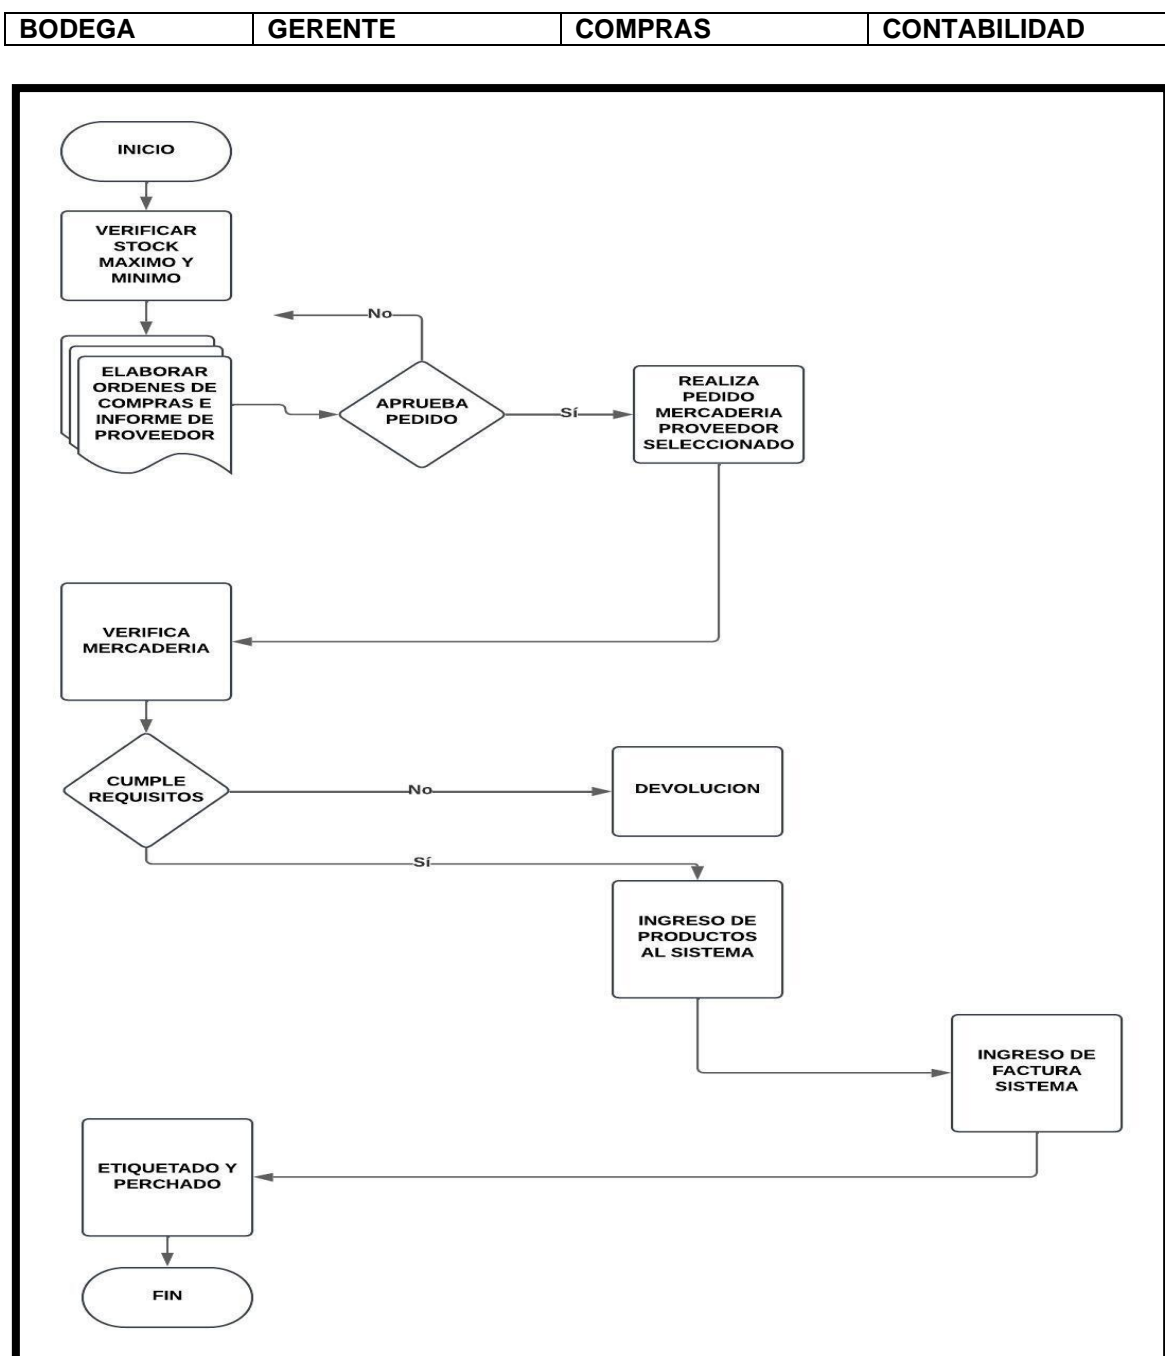 BODEGA
GERENTE
COMPRAS
CONTABILIDAD
INICIO
VERIFICAR
STOCK
MAXIMO Y
MINIMO
No
ELABORAR
ORDENES DE
COMPRAS E
INFORME DE
PROVEEDOR
APRUEBA
PEDIDO
Sí
REALIZA
PEDIDO
MERCADERIA
PROVEEDOR
SELECCIONADO
VERIFICA
MERCADERIA
CUMPLE
REQUISITOS
No
DEVOLUCION
Sí
INGRESO DE
PRODUCTOS
AL SISTEMA
INGRESO DE
FACTURA
SISTEMA
ETIQUETADO Y
PERCHADO
FIN